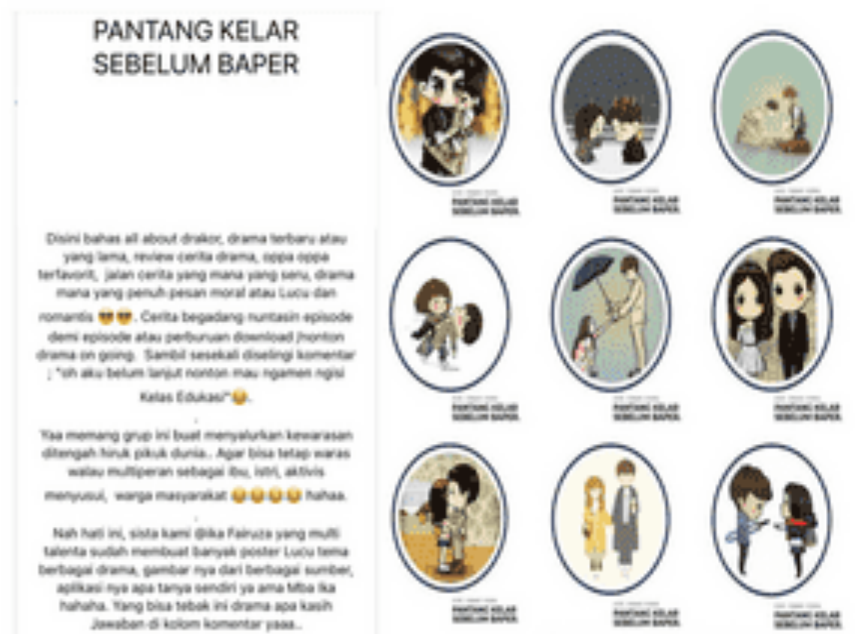 PANTANG KELAR
SEBELUM BAPER
Disini bahas all about drakor, drama terbaru atau
yang lama, review cerita drama, oppa oppa
terfavorit, jalan cerita yang mana yang seru, drama
mana yang penuh pesan moral atau Lucu dan
romantis 😎😎. Cerita begadang nuntasin episode
demi episode atau perburuan download /nonton
drama on going. Sambil sesekali diselingi komentar
; "oh aku belum lanjut nonton mau ngamen ngisi
Kelas Edukasi"😂.
.
Yaa memang grup ini buat menyalurkan kewarasan
ditengah hiruk pikuk dunia.. Agar bisa tetap waras
walau multiperan sebagai ibu, istri, aktivis
menyusui, warga masyarakat 😂😂😂😂 hahaa.
.
Nah hati ini, sista kami @ika Fairuza yang multi
talenta sudah membuat banyak poster Lucu tema
berbagai drama, gambar nya dari berbagai sumber,
aplikasi nya apa tanya sendiri ya ama Mba Ika
hahaha. Yang bisa tebak ini drama apa kasih
Jawaban di kolom komentar yaaa..
PANTANG KELAR
SEBELUM BAPER
PANTANG KELAR
SEBELUM BAPER
PANTANG KELAR
SEBELUM BAPER
PANTANG KELAR
SEBELUM BAPER
PANTANG KELAR
SEBELUM BAPER
PANTANG KELAR
SEBELUM BAPER
PANTANG KELAR
SEBELUM BAPER
PANTANG KELAR
SEBELUM BAPER
PANTANG KELAR
SEBELUM BAPER